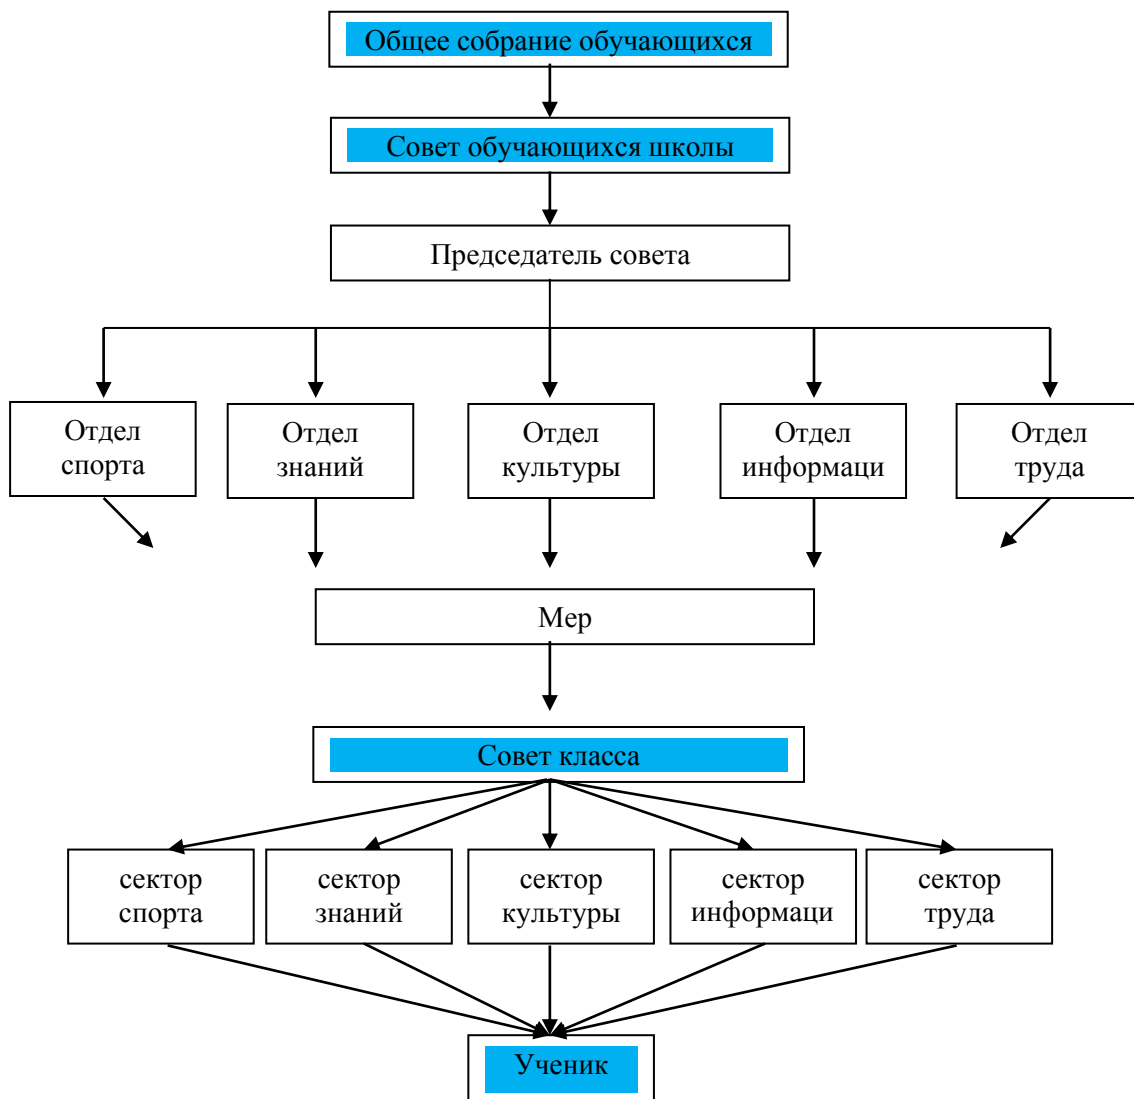 Общее собрание обучающихся
Совет обучающихся школы
Председатель совета
Отдел
спорта
Отдел
знаний
Отдел
культуры
Отдел
информаци
Отдел
труда
Мер
Совет класса
сектор
спорта
сектор
знаний
сектор
культуры
сектор
информаци
сектор
труда
Ученик